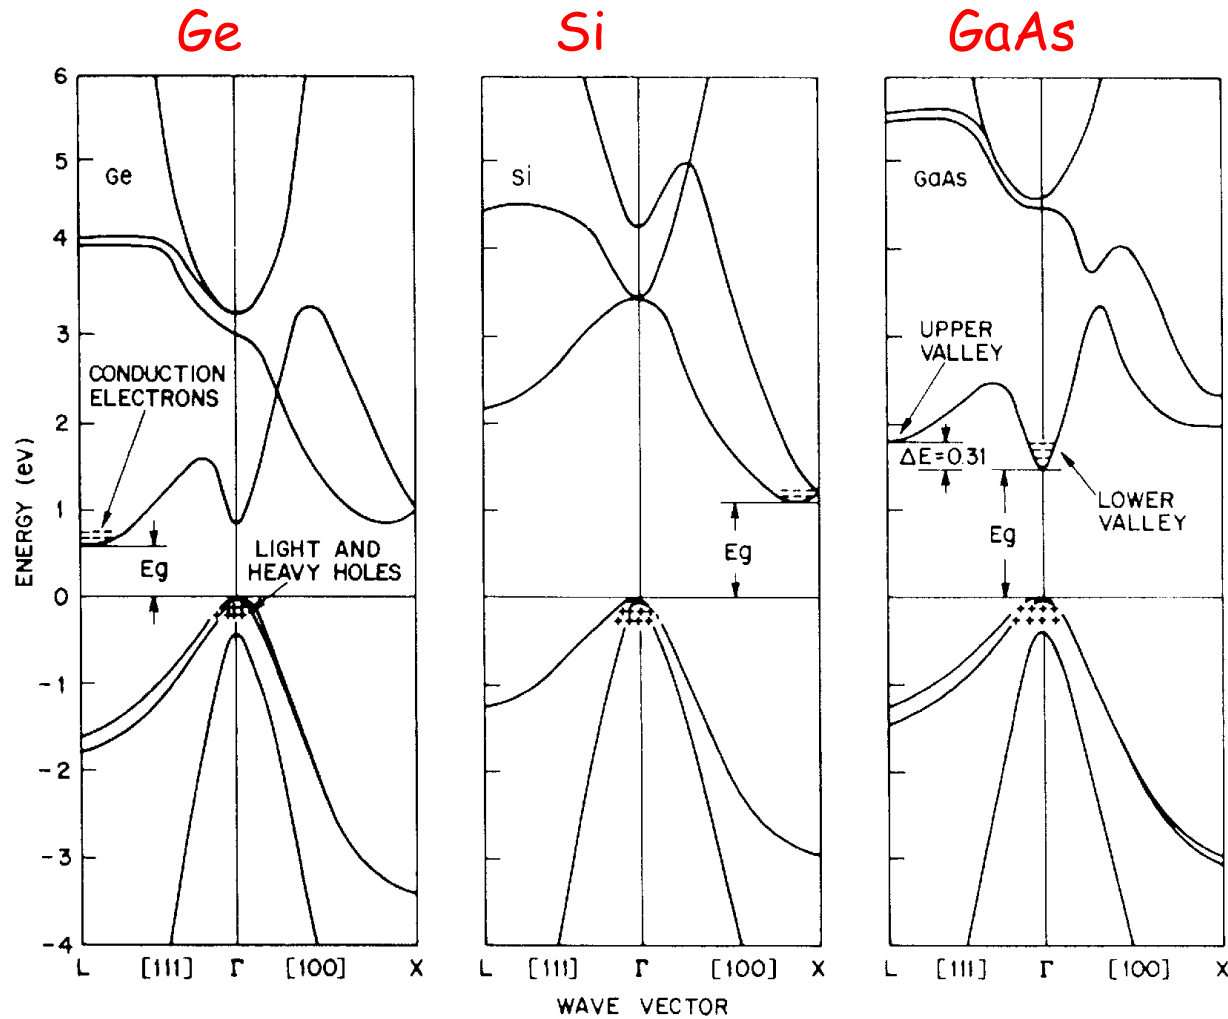 Ge
Si
GaAs
6
5
4
3
2
1
0
-1
-2
-3
-4
ENERGY (eV)
Ge
CONDUCTION
ELECTRONS
Eg
LIGHT AND
HEAVY HOLES
Si
Eg
GaAs
UPPER
VALLEY
ΔE=0.31
Eg
LOWER
VALLEY
L [111] Γ [100] X
L [111] Γ [100] X
L [111] Γ [100] X
WAVE VECTOR